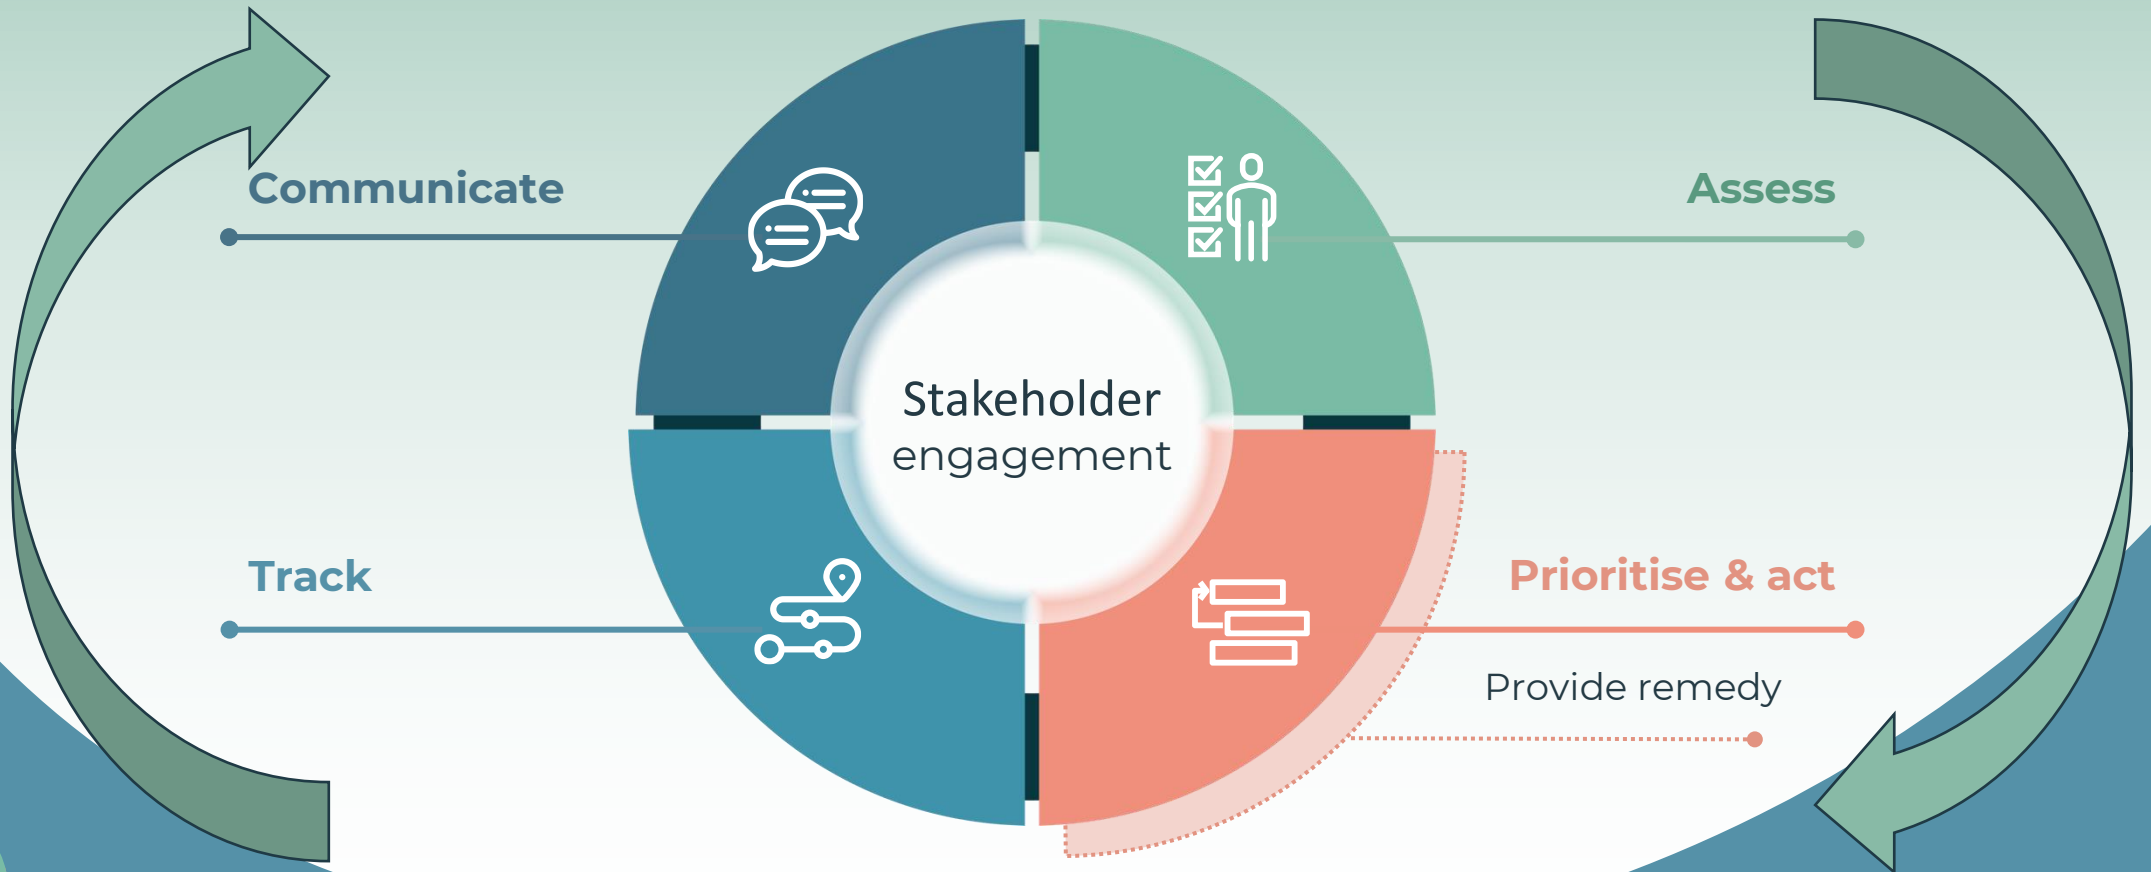 Communicate
Assess
Stakeholder
engagement
Track
Prioritise & act
Provide remedy